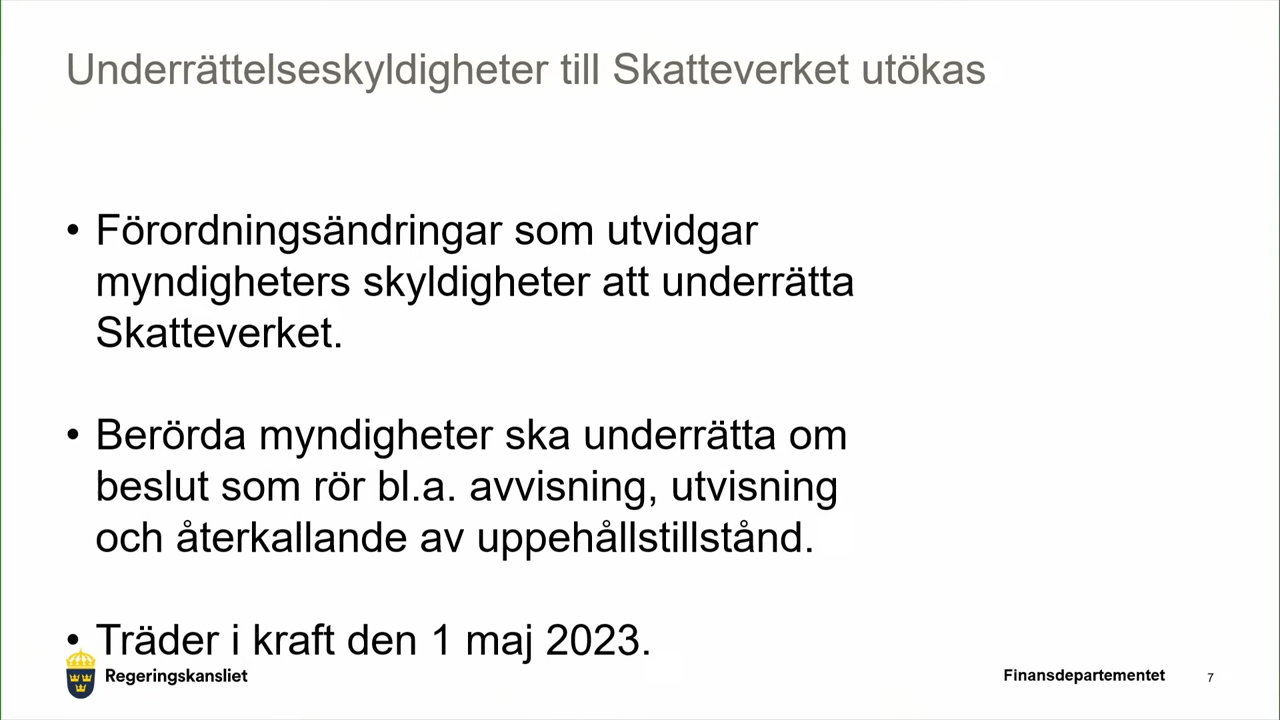 Underrättelseskyldigheter till Skatteverket utökas
• Förordningsändringar som utvidgar
myndigheters skyldigheter att underrätta
Skatteverket.
• Berörda myndigheter ska underrätta om
beslut som rör bl.a. avvisning, utvisning
och återkallande av uppehållstillstånd.
• Träder i kraft den 1 maj 2023.
Regeringskansliet
Finansdepartementet
7